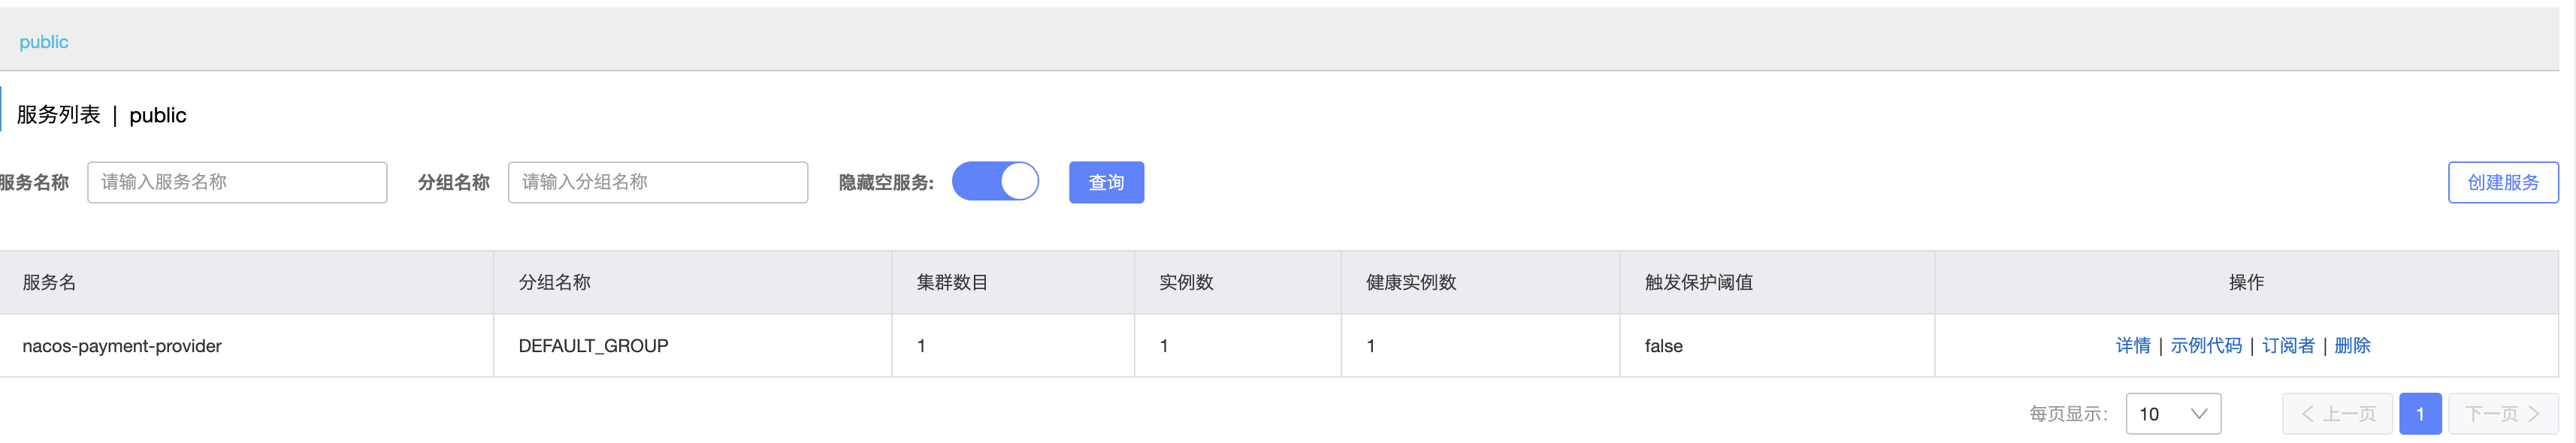 public
服务列表 | public
服务名称 请输入服务名称 分组名称 请输入分组名称 隐藏空服务: 查询 创建服务
服务名 分组名称 集群数目 实例数 健康实例数 触发保护阈值 操作
nacos-payment-provider DEFAULT_GROUP 1 1 1 false 详情 | 示例代码 | 订阅者 | 删除
每页显示: 10 上一页 1 下一页